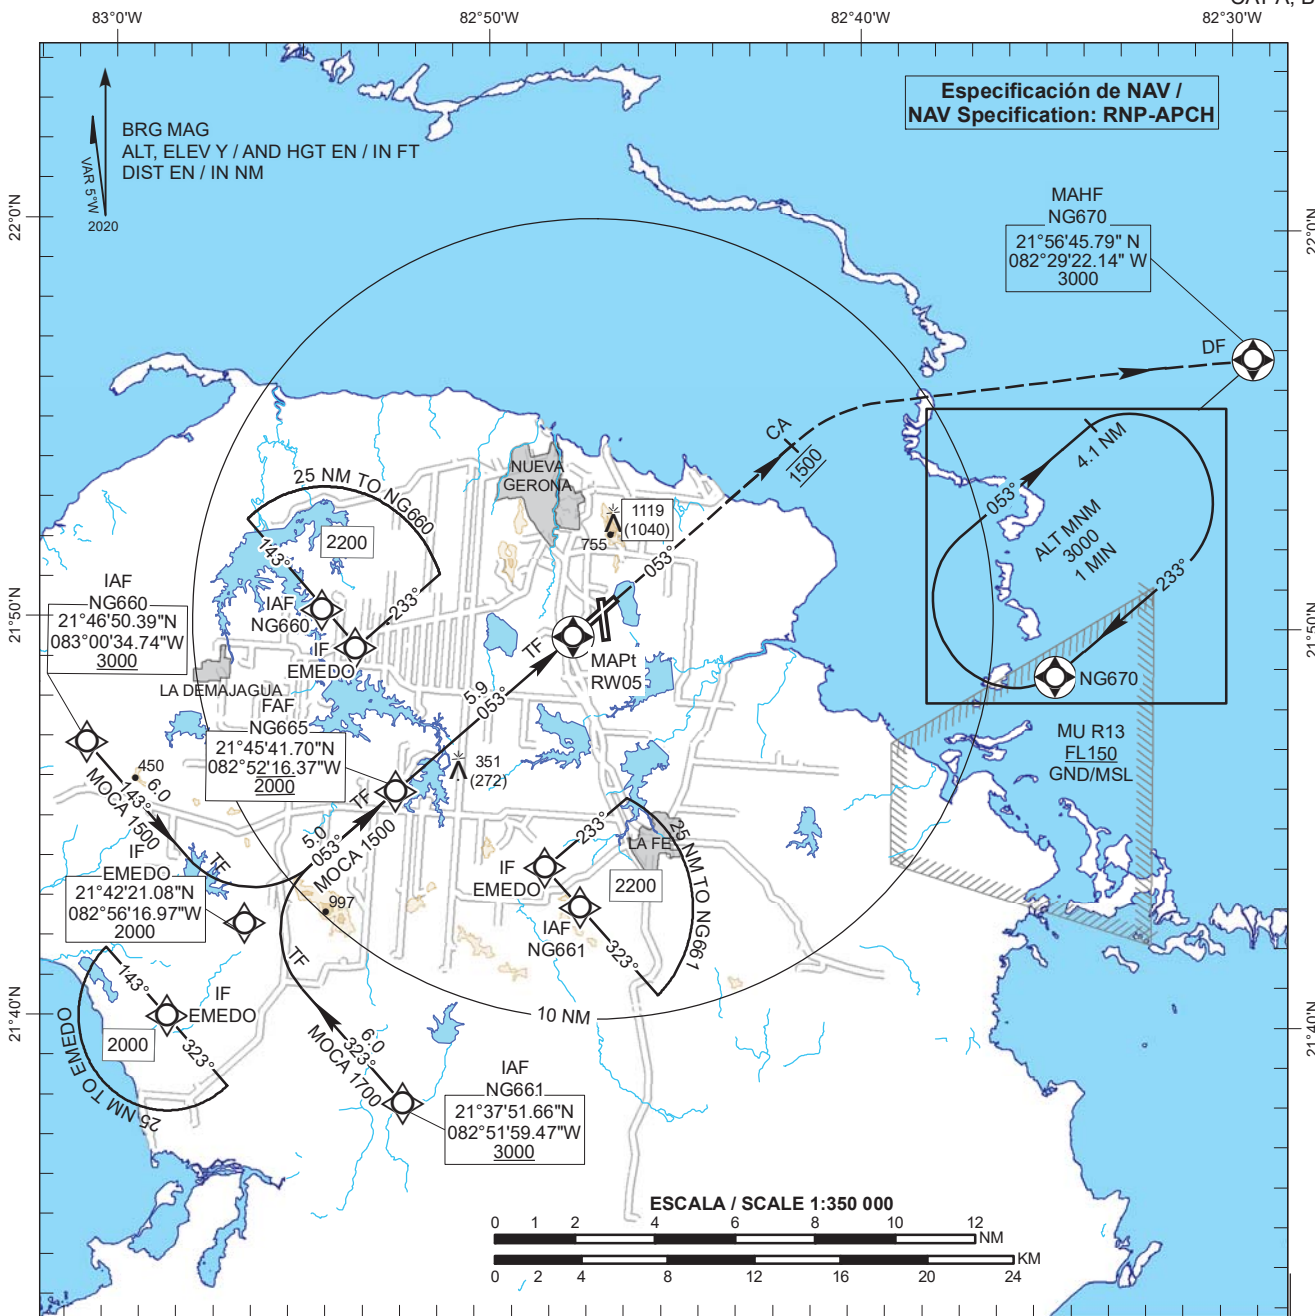 CAT A, B
83°0'W
82°50'W
82°40'W
82°30'W
Especificación de NAV /
NAV Specification: RNP-APCH
BRG MAG
ALT, ELEV Y / AND HGT EN / IN FT
DIST EN / IN NM
VAR 5°W
2020
22°0'N
22°0'N
MAHF
NG670
21°56'45.79" N
082°29'22.14" W
3000
DF
CA
1500
4.1 NM
053°
ALT MNM
3000
1 MIN
233°
NG670
NUEVA
GERONA
25 NM TO NG660
2200
143°
233°
IAF
NG660
IF
EMEDO
1119
(1040)
755
053°
IAF
NG660
21°46'50.39"N
083°00'34.74"W
3000
21°50'N
21°50'N
TF
MAPt
RW05
LA DEMAJAGUA
FAF
NG665
21°45'41.70"N
082°52'16.37"W
2000
5.9
053°
351
(272)
MU R13
FL150
GND/MSL
450
6.0
143°
MOCA 1500
TF
TF
5.0
053°
MOCA 1500
IF
EMEDO
21°42'21.08"N
082°56'16.97"W
2000
997
233°
LA FE
25 NM TO NG661
2200
IF
EMEDO
IAF
NG661
323°
TF
143°
IF
EMEDO
323°
2000
25 NM TO EMEDO
10 NM
21°40'N
21°40'N
6.0
323°
MOCA 1700
IAF
NG661
21°37'51.66"N
082°51'59.47"W
3000
ESCALA / SCALE 1:350 000
0 1 2 4 6 8 10 12
NM
KM
0 2 4 8 12 16 20 24